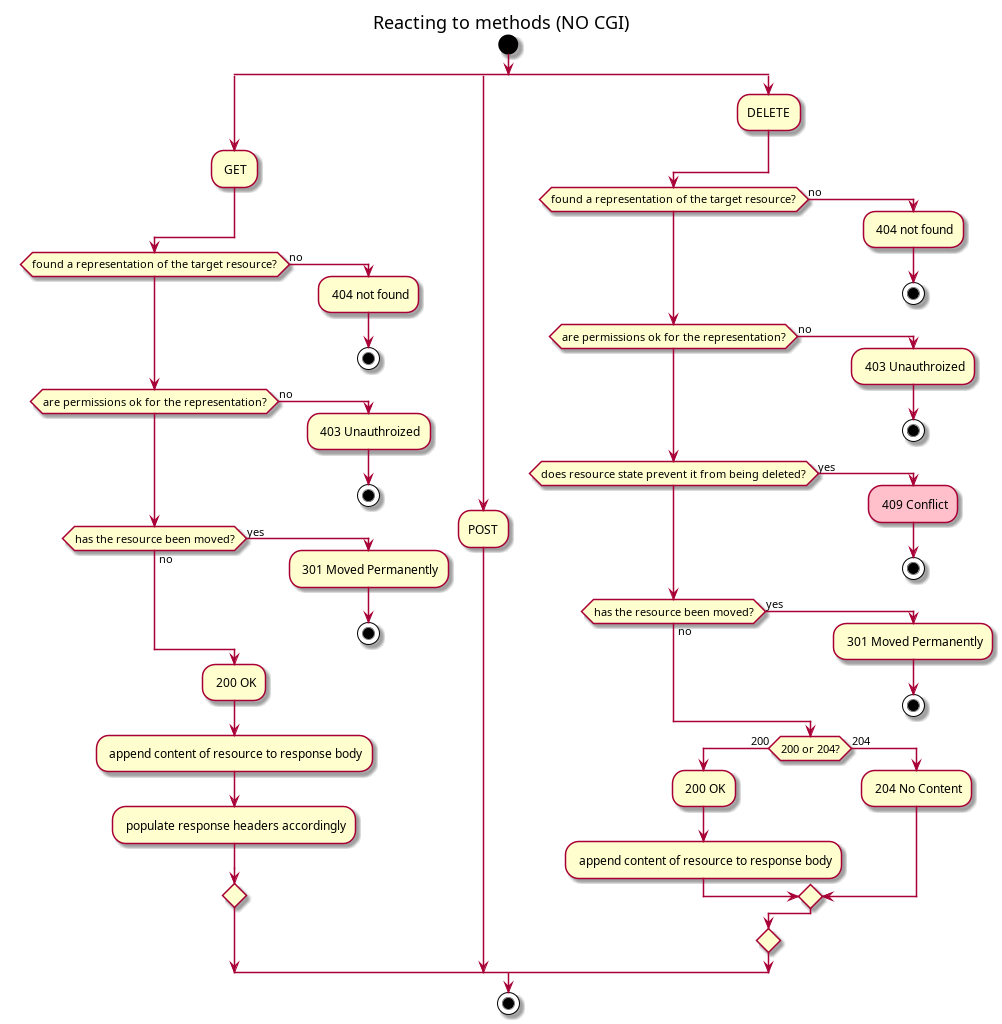 Reacting to methods (NO CGI)
GET
found a representation of the target resource?
no
404 not found
are permissions ok for the representation?
no
403 Unauthroized
has the resource been moved?
yes
no
301 Moved Permanently
200 OK
append content of resource to response body
populate response headers accordingly
POST
DELETE
found a representation of the target resource?
no
404 not found
are permissions ok for the representation?
no
403 Unauthroized
does resource state prevent it from being deleted?
yes
409 Conflict
has the resource been moved?
yes
no
301 Moved Permanently
200
200 or 204?
204
200 OK
204 No Content
append content of resource to response body